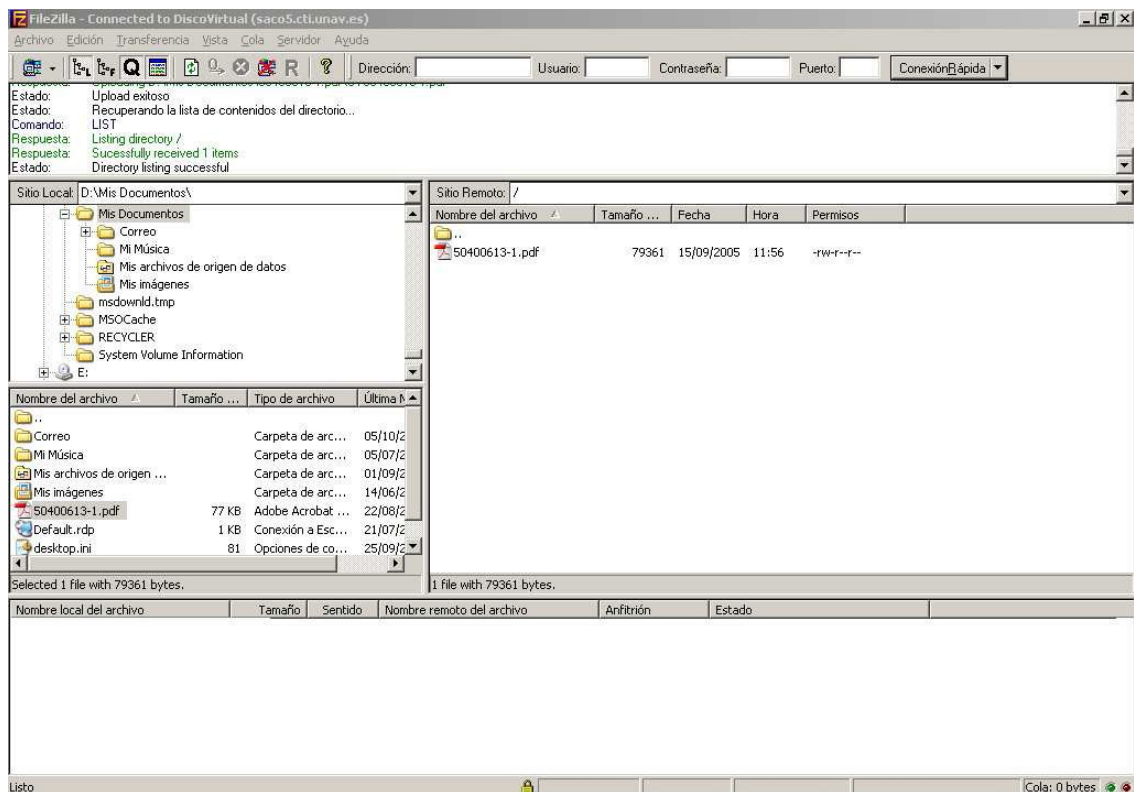 FileZilla - Connected to DiscoVirtual (saco5.cti.unav.es)
Archivo Edición Transferencia Vista Cola Servidor Ayuda
Dirección: Usuario: Contraseña: Puerto: ConexiónRápida
Estado: Upload exitoso
Estado: Recuperando la lista de contenidos del directorio...
Comando: LIST
Respuesta: Listing directory /
Respuesta: Sucessfully received 1 items
Estado: Directory listing successful
Sitio Local: D:\Mis Documentos\
Mis Documentos
Correo
Mi Música
Mis archivos de origen de datos
Mis imágenes
msdownld.tmp
MSOCache
RECYCLER
System Volume Information
E:
Nombre del archivo Tamaño ... Tipo de archivo Última M
..
Correo Carpeta de arc... 05/10/2
Mi Música Carpeta de arc... 05/07/2
Mis archivos de origen ... Carpeta de arc... 01/09/2
Mis imágenes Carpeta de arc... 14/06/2
50400613-1.pdf 77 KB Adobe Acrobat ... 22/08/2
Default.rdp 1 KB Conexión a Esc... 21/07/2
desktop.ini 81 Opciones de co... 25/09/2
Selected 1 file with 79361 bytes.
Sitio Remoto: /
Nombre del archivo Tamaño ... Fecha Hora Permisos
..
50400613-1.pdf 79361 15/09/2005 11:56 -rw-r--r--
1 file with 79361 bytes.
Nombre local del archivo Tamaño Sentido Nombre remoto del archivo Anfitrión Estado
Listo Cola: 0 bytes